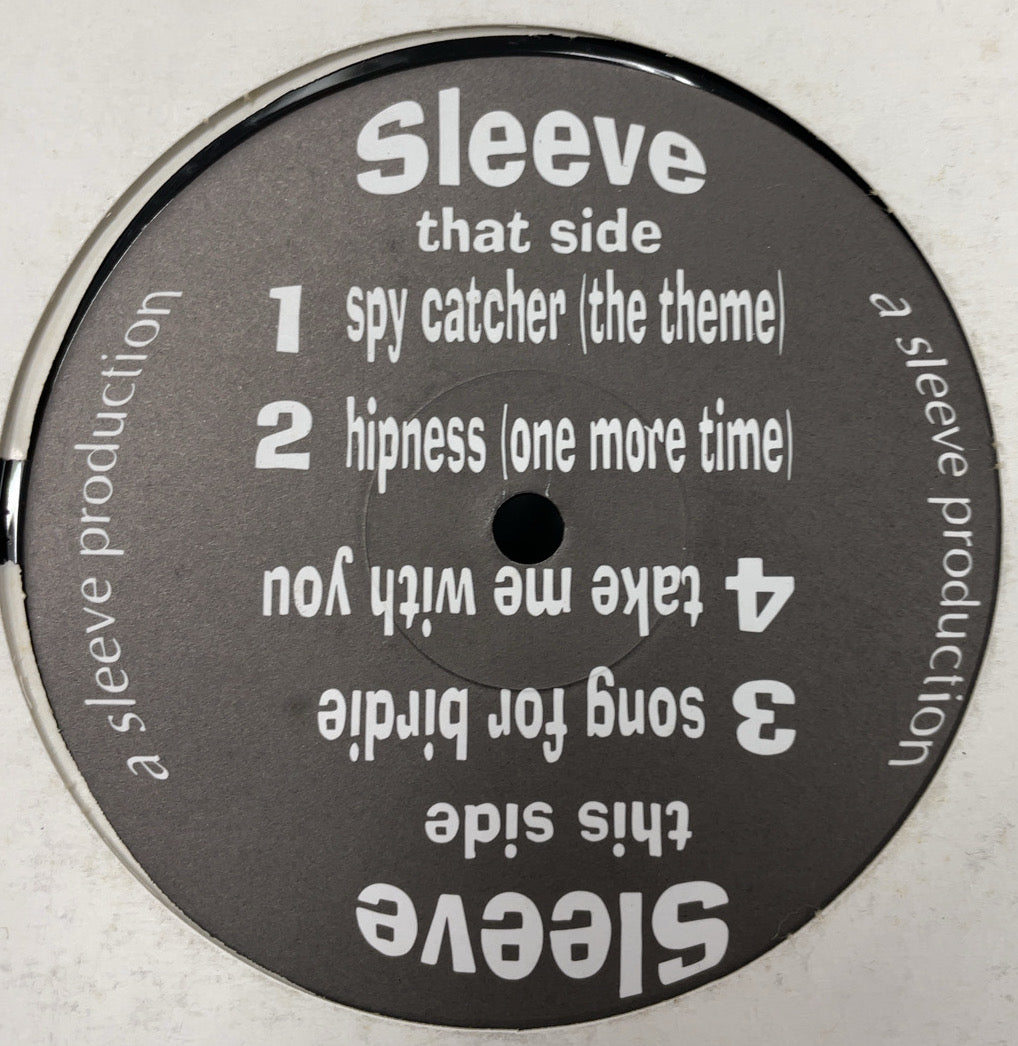 Sleeve
that side
1 spy catcher (the theme)
2 hipness (one more time)
Sleeve
this side
3 song for birdie
4 take me with you
a sleeve production
a sleeve production